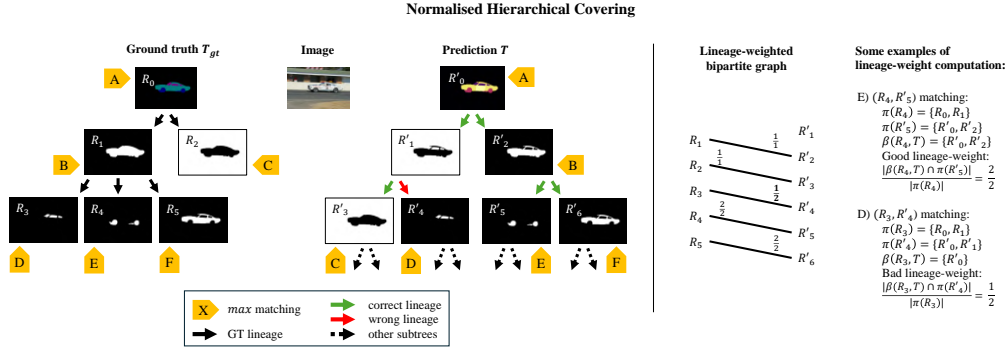 Normalised Hierarchical Covering
Ground truth T_gt
Image
Prediction T
A
R_0
R'_0
A
R_1
R_2
B
C
R'_1
R'_2
B
R_3
R_4
R_5
D
E
F
R'_3
R'_4
R'_5
R'_6
C
D
E
F
X max matching
GT lineage
correct lineage
wrong lineage
other subtrees
Lineage-weighted
bipartite graph
R_1
R_2
R_3
R_4
R_5
1/1
1/1
1/2
2/2
2/2
R'_1
R'_2
R'_3
R'_4
R'_5
R'_6
Some examples of
lineage-weight computation:
E) (R_4, R'_5) matching:
π(R_4) = {R_0, R_1}
π(R'_5) = {R'_0, R'_2}
β(R_4, T) = {R'_0, R'_2}
Good lineage-weight:
|β(R_4, T) ∩ π(R'_5)| / |π(R_4)| = 2/2
D) (R_3, R'_4) matching:
π(R_3) = {R_0, R_1}
π(R'_4) = {R'_0, R'_1}
β(R_3, T) = {R'_0}
Bad lineage-weight:
|β(R_3, T) ∩ π(R'_4)| / |π(R_3)| = 1/2